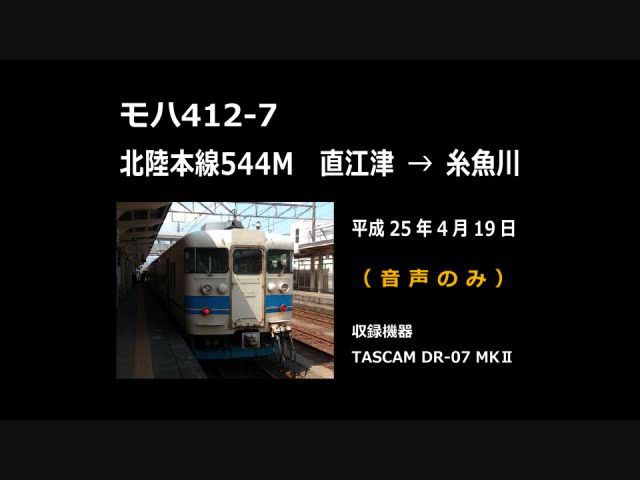 モハ412-7
北陸本線544M　直江津 → 糸魚川
平成 25 年 4 月 19 日
（ 音 声 の み ）
収録機器
TASCAM DR-07 MKⅡ